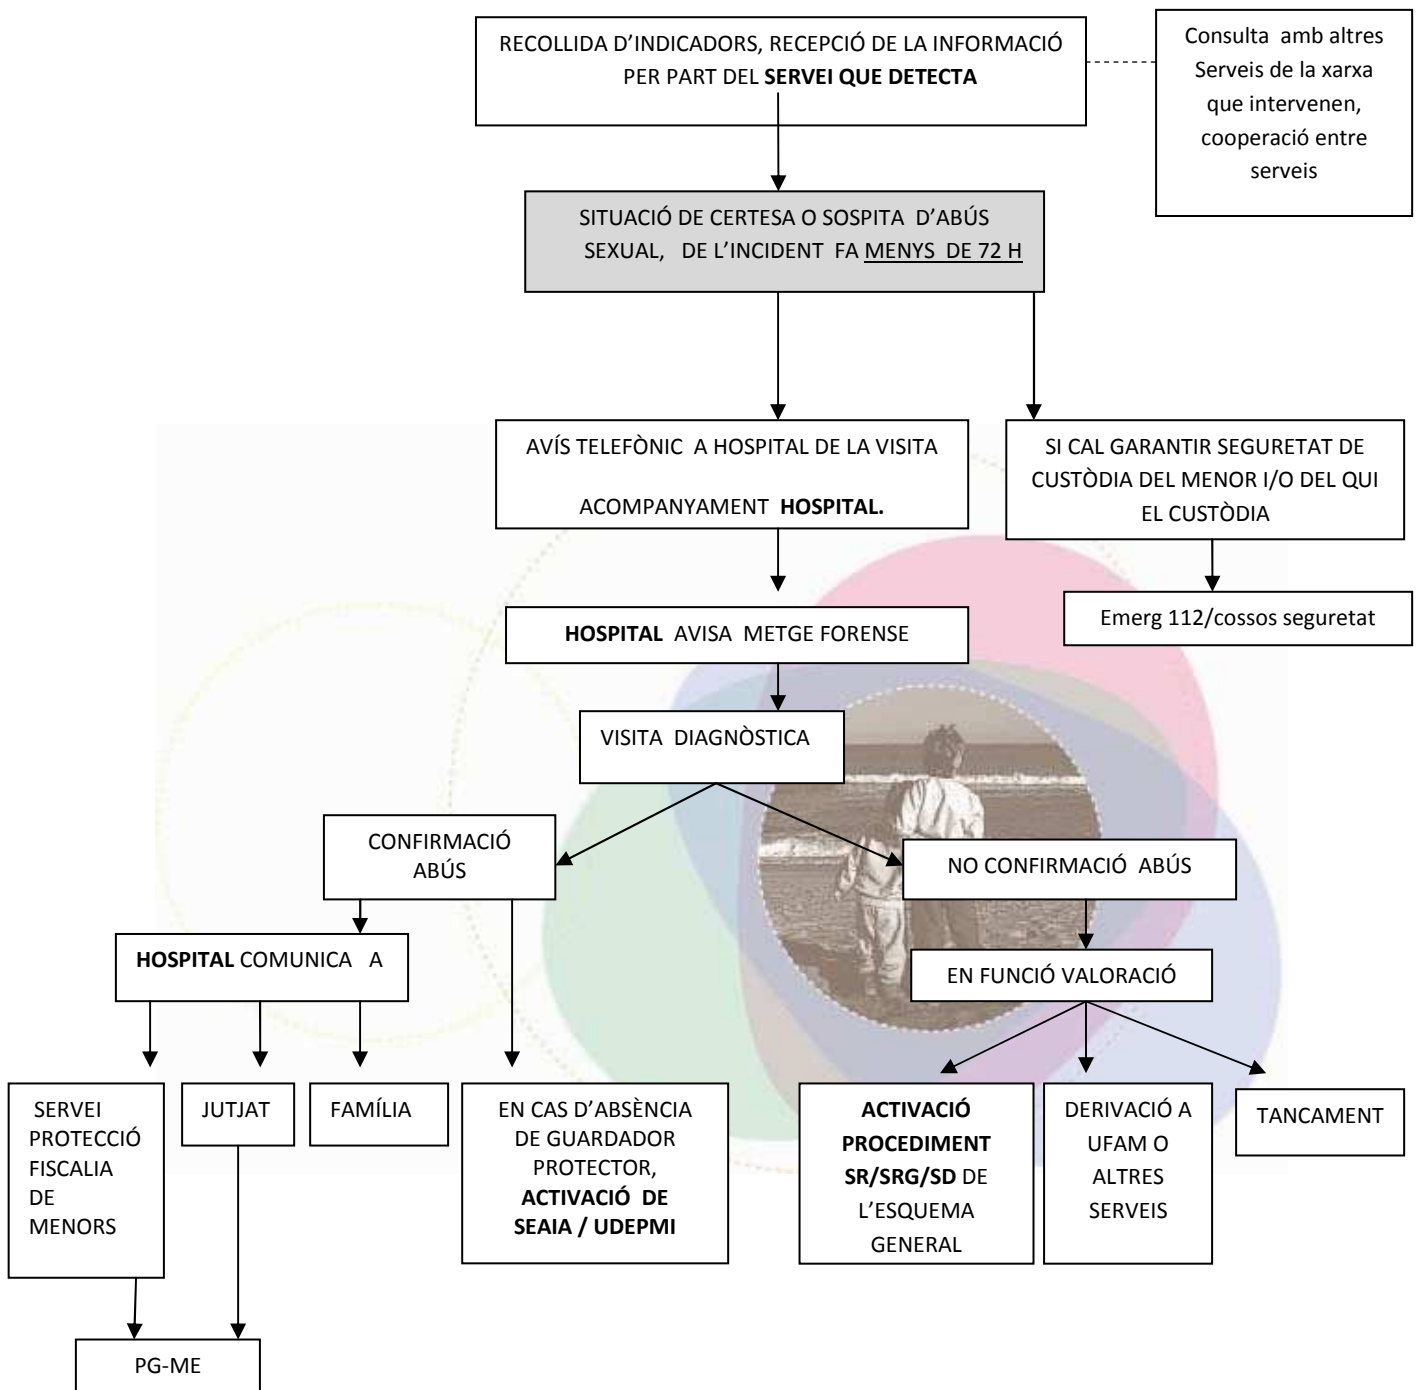 RECOLLIDA D’INDICADORS, RECEPCIÓ DE LA INFORMACIÓ
PER PART DEL SERVEI QUE DETECTA
Consulta amb altres
Serveis de la xarxa
que intervenen,
cooperació entre
serveis
SITUACIÓ DE CERTESA O SOSPITA D’ABÚS
SEXUAL, DE L’INCIDENT FA MENYS DE 72 H
AVÍS TELEFÒNIC A HOSPITAL DE LA VISITA
ACOMPANYAMENT HOSPITAL.
SI CAL GARANTIR SEGURETAT DE
CUSTÒDIA DEL MENOR I/O DEL QUI
EL CUSTÒDIA
Emerg 112/cossos seguretat
HOSPITAL AVISA METGE FORENSE
VISITA DIAGNÒSTICA
CONFIRMACIÓ
ABÚS
NO CONFIRMACIÓ ABÚS
HOSPITAL COMUNICA A
EN FUNCIÓ VALORACIÓ
SERVEI
PROTECCIÓ
FISCALIA
DE
MENORS
JUTJAT
FAMÍLIA
EN CAS D’ABSÈNCIA
DE GUARDADOR
PROTECTOR,
ACTIVACIÓ DE
SEAIA / UDEPMI
ACTIVACIÓ
PROCEDIMENT
SR/SRG/SD DE
L’ESQUEMA
GENERAL
DERIVACIÓ A
UFAM O
ALTRES
SERVEIS
TANCAMENT
PG-ME